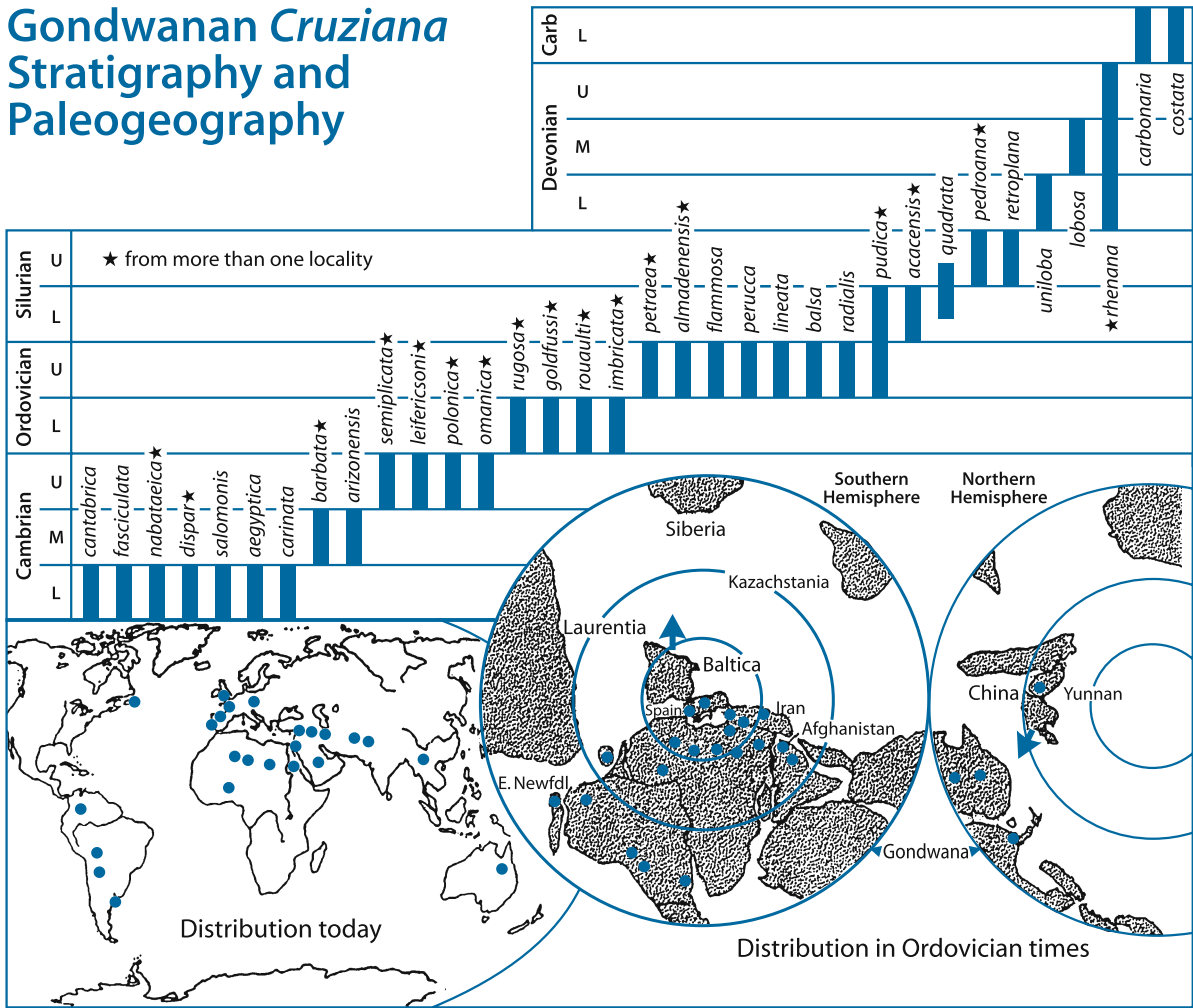 Gondwanan Cruziana
Stratigraphy and
Paleogeography
Carb
L
Devonian
U
M
L
Silurian
U
L
Ordovician
U
L
Cambrian
U
M
L
★ from more than one locality
cantabrica
fasciculata
nabataeica★
dispar★
salomonis
aegyptica
carinata
barbata★
arizonensis
semiplicata★
leifericsoni★
polonica★
omanica★
rugosa★
goldfussi★
rouaulti★
imbricata★
petraea★
almadenensis★
flammosa
perucca
lineata
balsa
radialis
pudica★
acacensis★
quadrata
pedroana★
retroplana
uniloba
lobosa
★rhenana
carbonaria
costata
Southern
Hemisphere
Northern
Hemisphere
Siberia
Kazachstania
Laurentia
Baltica
Spain
Iran
Afghanistan
E. Newfdl.
China
Yunnan
Gondwana
Distribution today
Distribution in Ordovician times